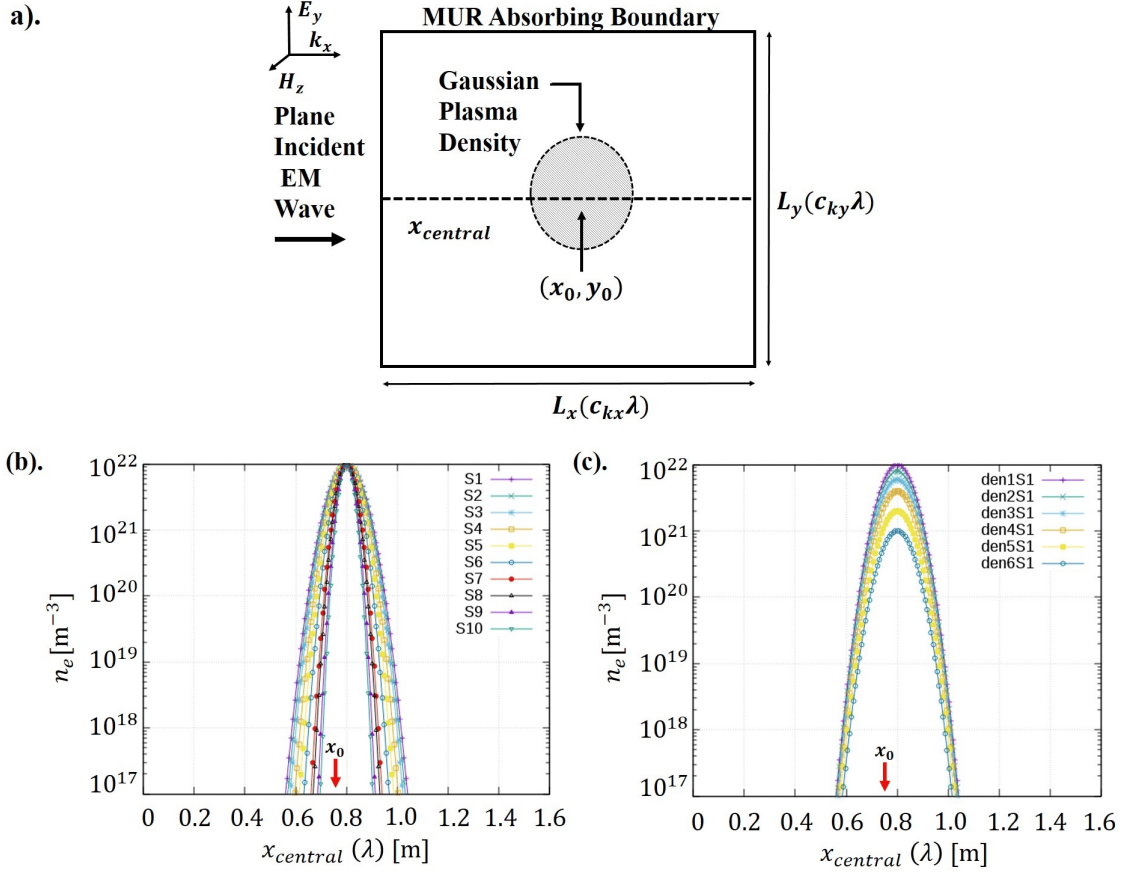 a).
E_y
k_x
H_z
Plane
Incident
EM
Wave
MUR Absorbing Boundary
Gaussian
Plasma
Density
x_central
(x_0, y_0)
L_y(c_kyλ)
L_x(c_kxλ)
(b).
n_e[m^−3]
10^22
10^21
10^20
10^19
10^18
10^17
S1
S2
S3
S4
S5
S6
S7
S8
S9
S10
x_0
0 0.2 0.4 0.6 0.8 1.0 1.2 1.4 1.6
x_central (λ) [m]
(c).
n_e[m^−3]
10^22
10^21
10^20
10^19
10^18
10^17
den1S1
den2S1
den3S1
den4S1
den5S1
den6S1
x_0
0 0.2 0.4 0.6 0.8 1.0 1.2 1.4 1.6
x_central (λ) [m]